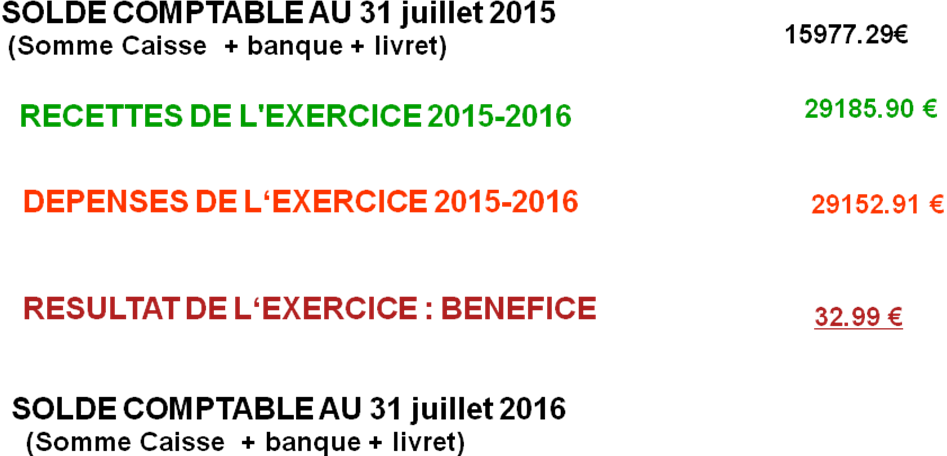 SOLDE COMPTABLE AU 31 juillet 2015
(Somme Caisse + banque + livret) 15977.29€
RECETTES DE L'EXERCICE 2015-2016 29185.90 €
DEPENSES DE L‘EXERCICE 2015-2016 29152.91 €
RESULTAT DE L‘EXERCICE : BENEFICE 32.99 €
SOLDE COMPTABLE AU 31 juillet 2016
(Somme Caisse + banque + livret)